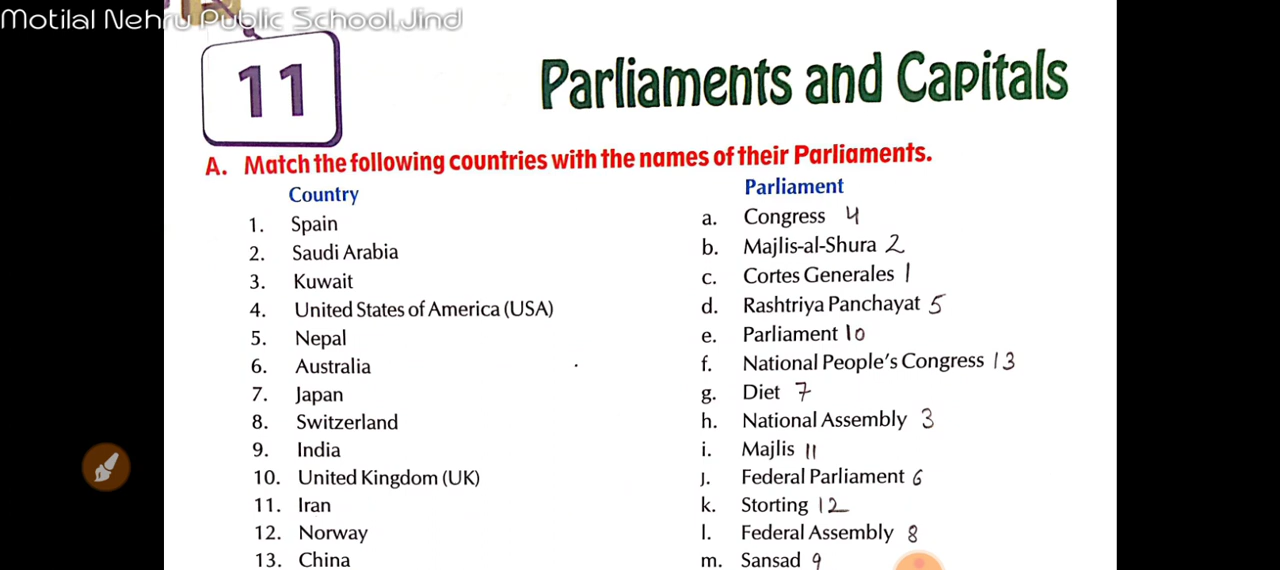 Motilal Nehru Public School,Jind
11
Parliaments and Capitals
A. Match the following countries with the names of their Parliaments.
Country
Parliament
1. Spain
a. Congress 4
2. Saudi Arabia
b. Majlis-al-Shura 2
3. Kuwait
c. Cortes Generales 1
4. United States of America (USA)
d. Rashtriya Panchayat 5
5. Nepal
e. Parliament 10
6. Australia
f. National People's Congress 13
7. Japan
g. Diet 7
8. Switzerland
h. National Assembly 3
9. India
i. Majlis 11
10. United Kingdom (UK)
J. Federal Parliament 6
11. Iran
k. Storting 12
12. Norway
l. Federal Assembly 8
13. China
m. Sansad 9